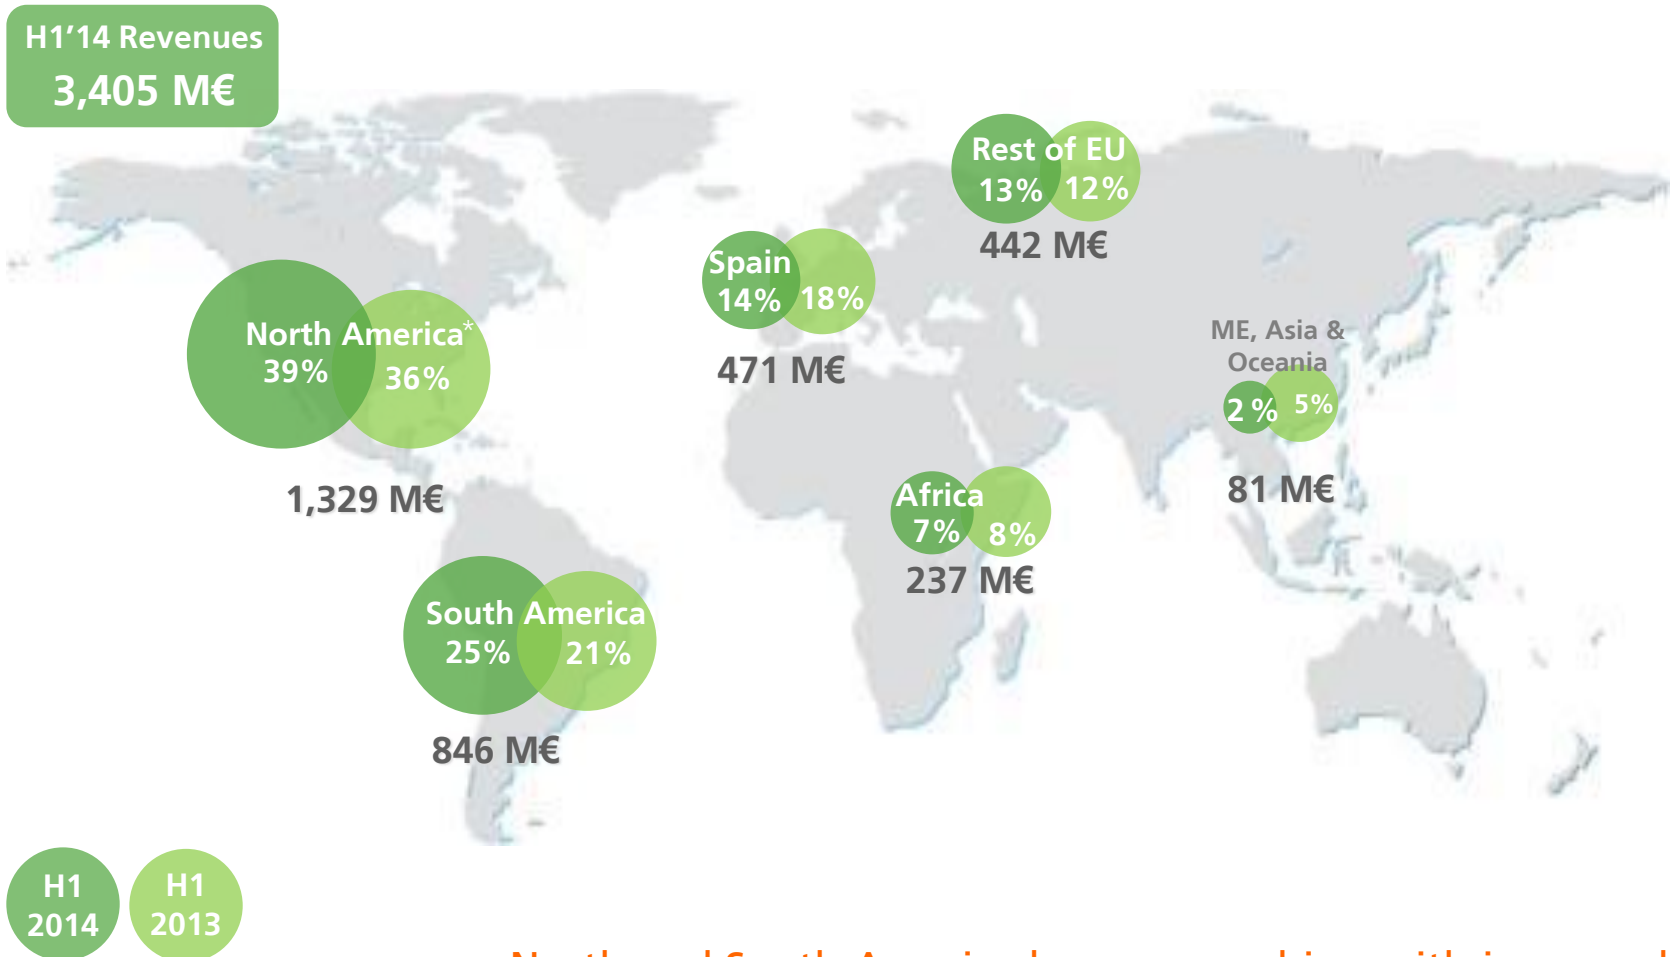 H1’14 Revenues
3,405 M€
Rest of EU
13% 12%
442 M€
Spain
14% 18%
471 M€
North America*
39% 36%
1,329 M€
ME, Asia &
Oceania
2 % 5%
81 M€
Africa
7% 8%
237 M€
South America
25% 21%
846 M€
H1
2014
H1
2013